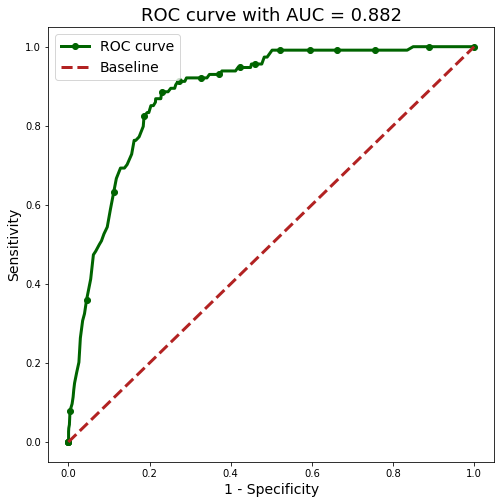 ROC curve with AUC = 0.882
ROC curve
Baseline
Sensitivity
1.0
0.8
0.6
0.4
0.2
0.0
0.0 0.2 0.4 0.6 0.8 1.0
1 - Specificity